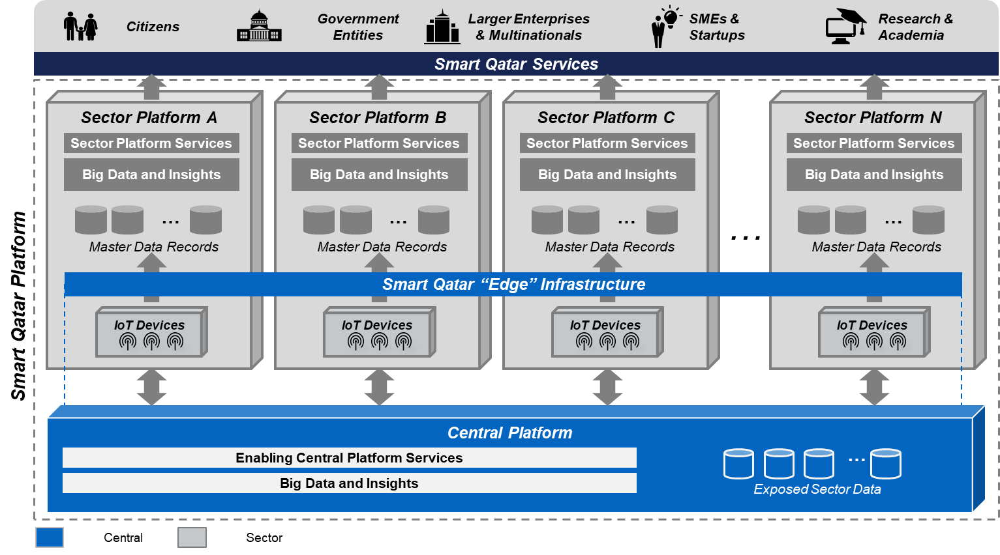 Citizens
Government
Entities
Larger Enterprises
& Multinationals
SMEs &
Startups
Research &
Academia
Smart Qatar Services
Smart Qatar Platform
Sector Platform A
Sector Platform Services
Big Data and Insights
...
Master Data Records
Sector Platform B
Sector Platform Services
Big Data and Insights
...
Master Data Records
Sector Platform C
Sector Platform Services
Big Data and Insights
...
Master Data Records
...
Sector Platform N
Sector Platform Services
Big Data and Insights
...
Master Data Records
Smart Qatar “Edge” Infrastructure
IoT Devices
IoT Devices
IoT Devices
IoT Devices
Central Platform
Enabling Central Platform Services
Big Data and Insights
...
Exposed Sector Data
Central
Sector